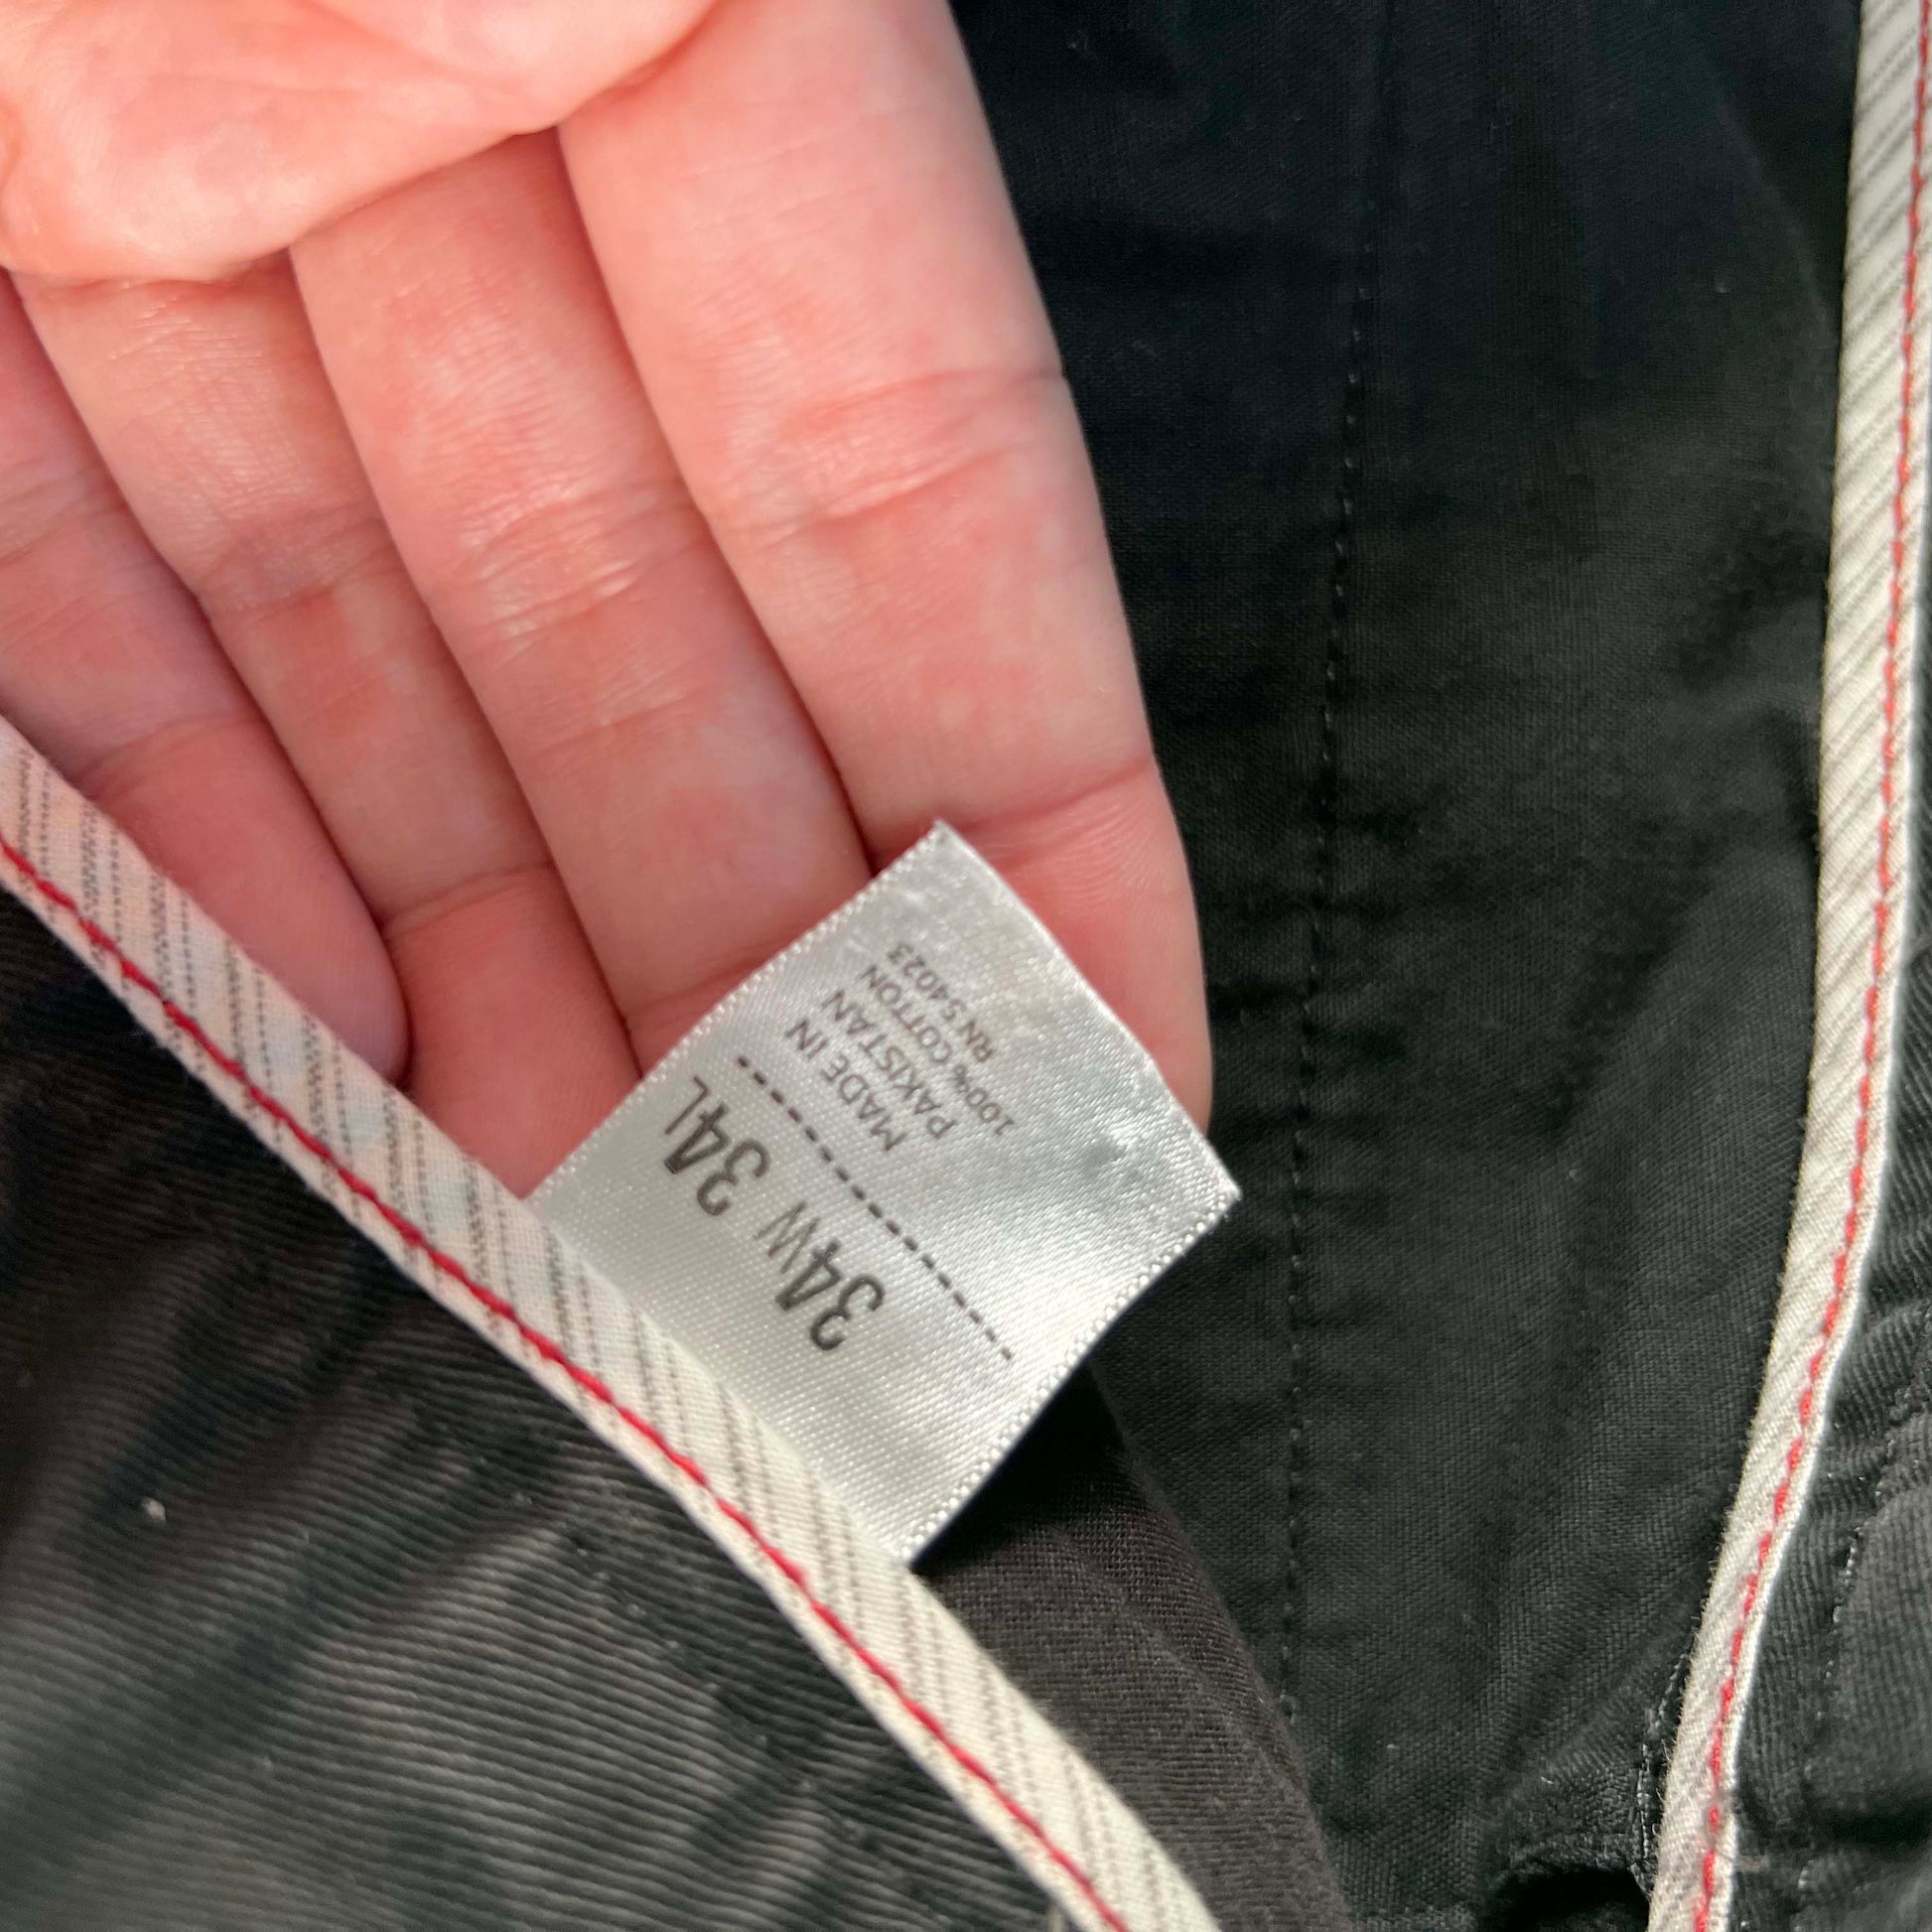 34W 34L
MADE IN
PAKISTAN
100% COTTON
RN 54023